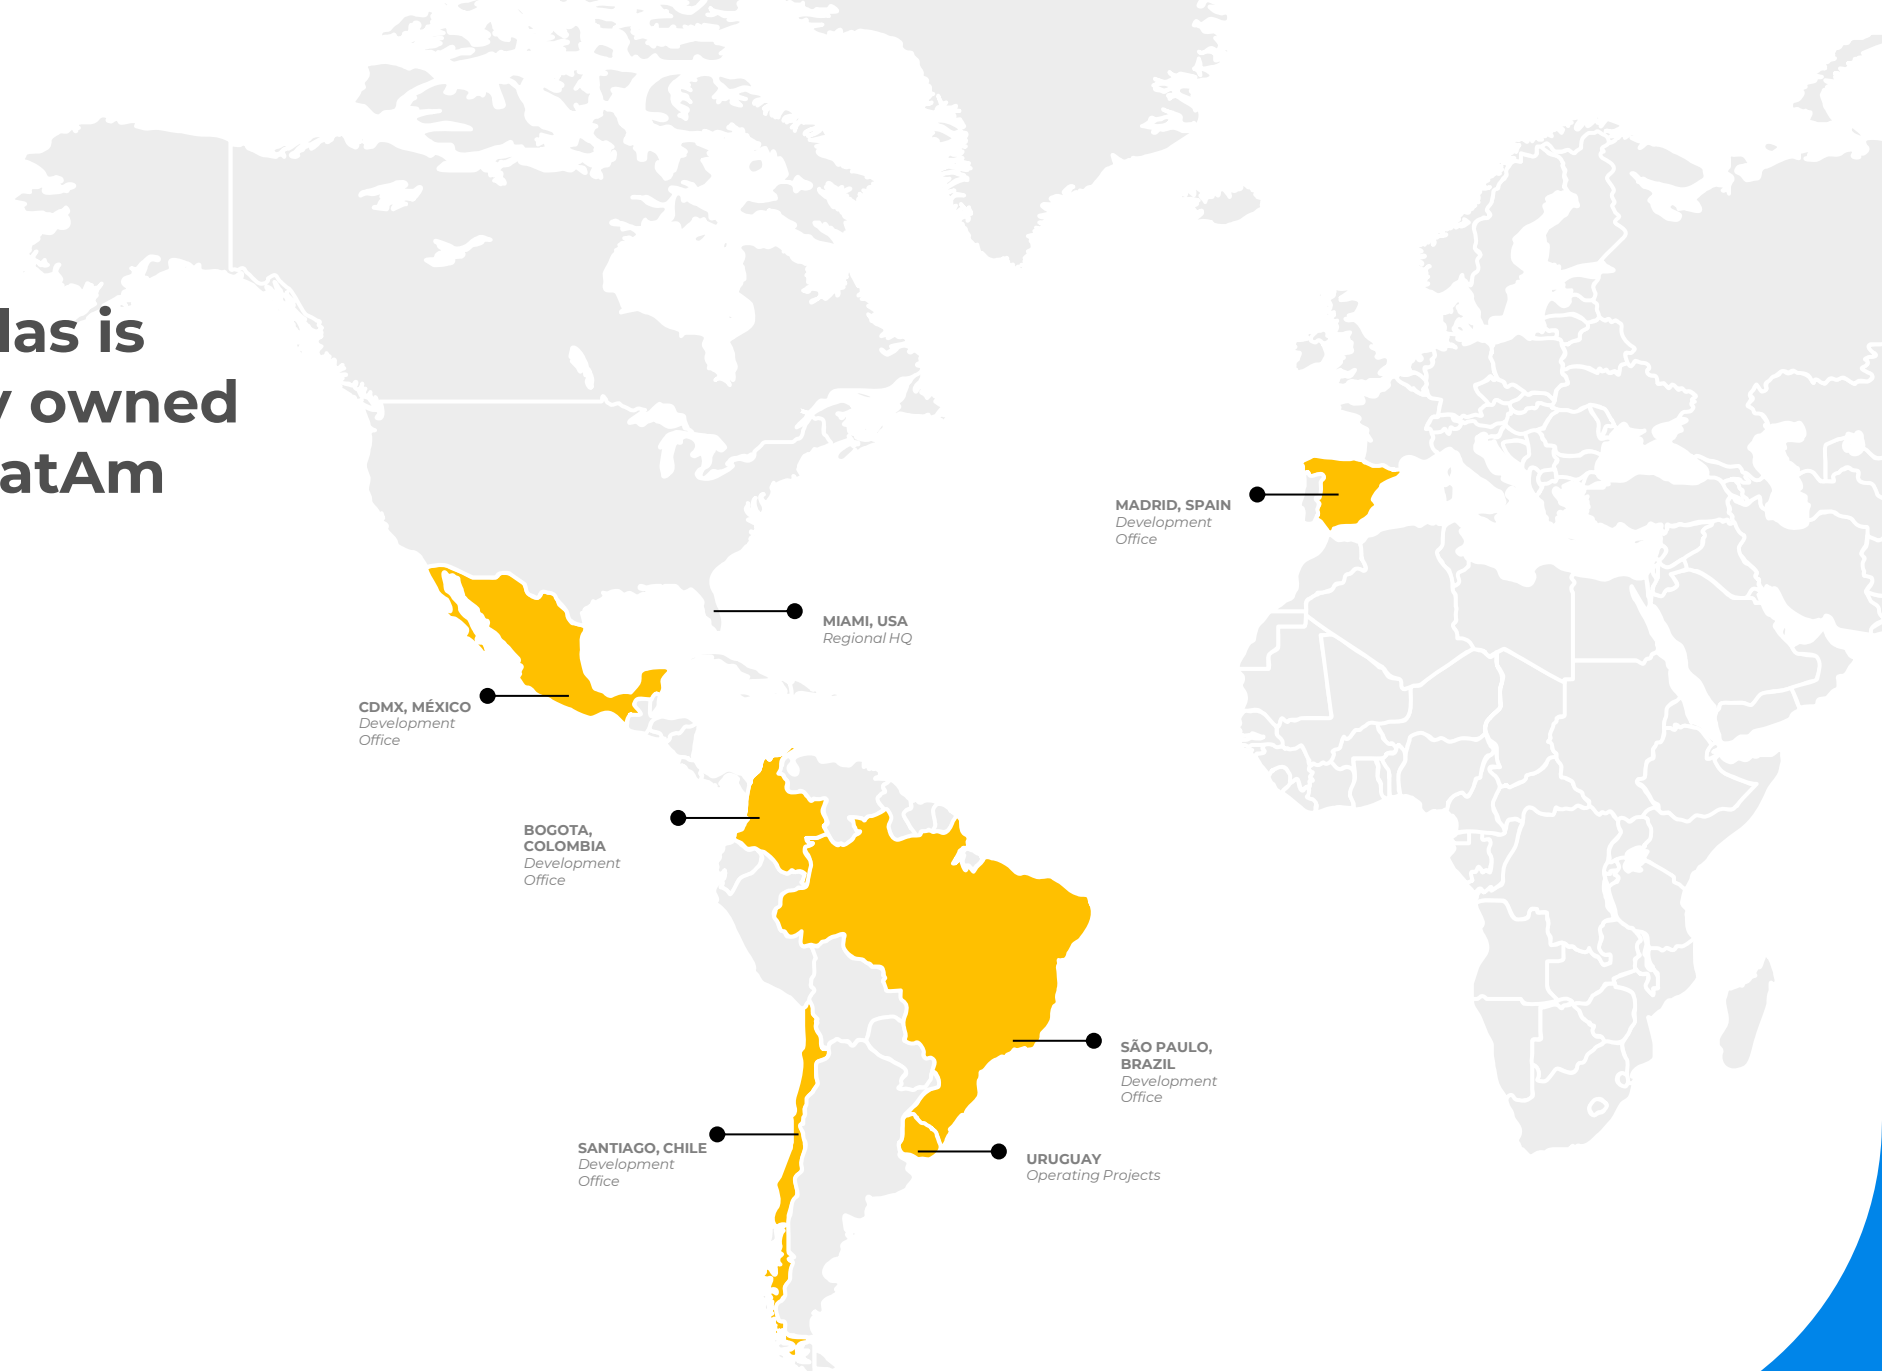 las is
owned
atAm
MADRID, SPAIN
Development
Office
MIAMI, USA
Regional HQ
CDMX, MÉXICO
Development
Office
BOGOTA,
COLOMBIA
Development
Office
SÃO PAULO,
BRAZIL
Development
Office
SANTIAGO, CHILE
Development
Office
URUGUAY
Operating Projects